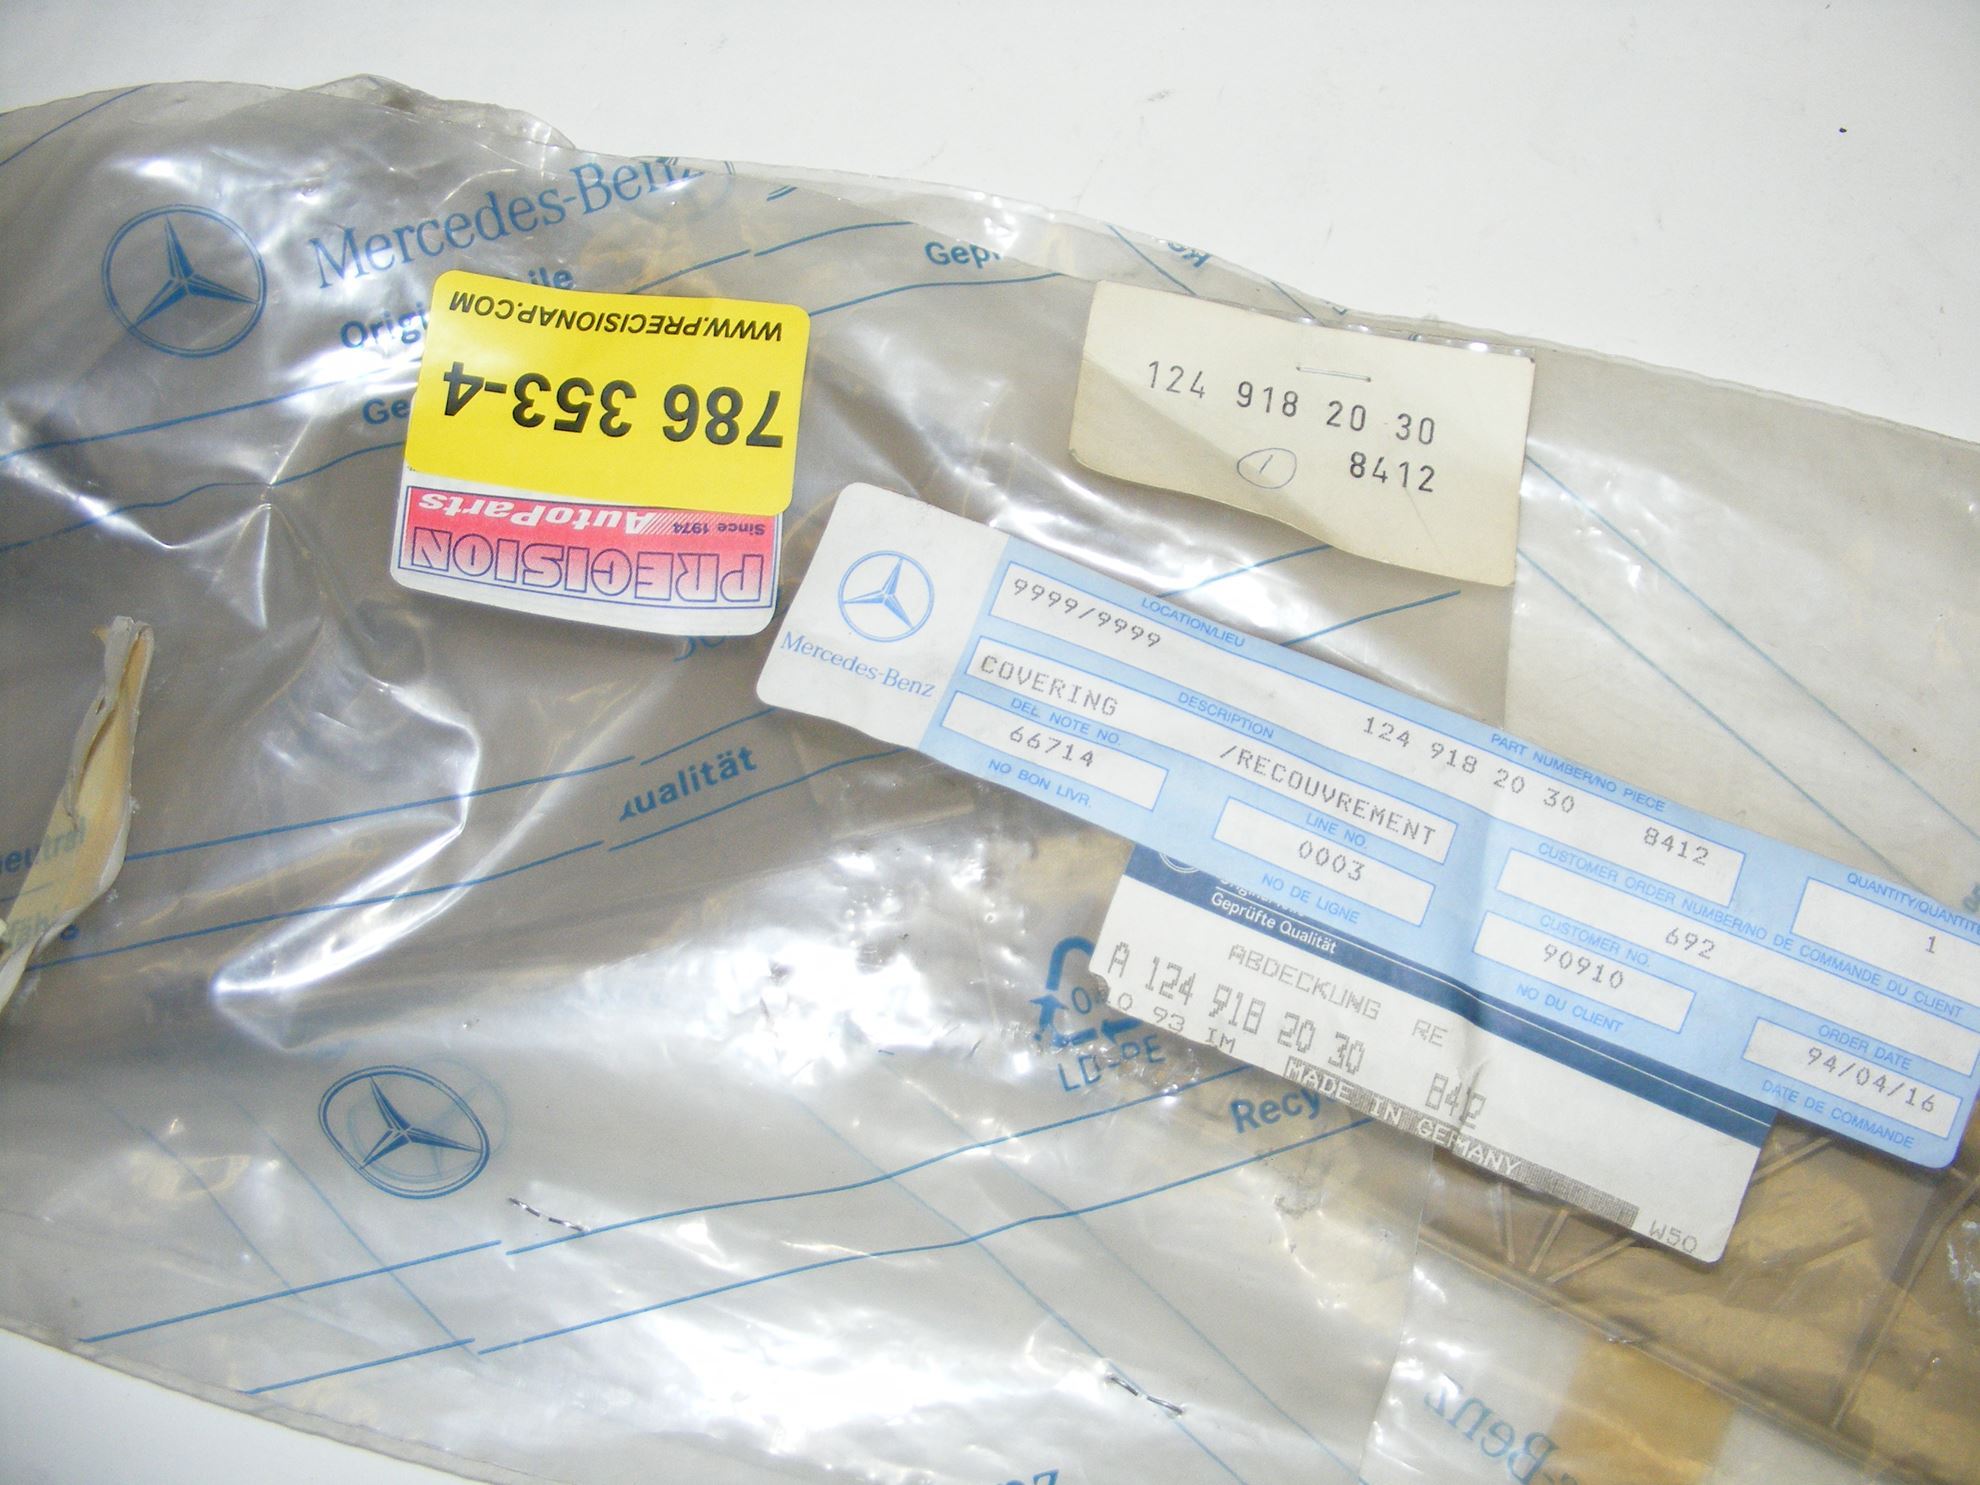 Mercedes-Benz
WWW.PRECISIONAP.COM
786 353-4
PRECISION
AutoParts
Since 1974
124 918 20 30
1 8412
Mercedes-Benz
LOCATION/LIEU
9999/9999
PART NUMBER/NO PIECE
124 918 20 30 8412
QUANTITY/QUANTITE
1
DESCRIPTION
COVERING /RECOUVREMENT
CUSTOMER ORDER NUMBER/NO DE COMMANDE DU CLIENT
692
DEL. NOTE NO.
66714
NO BON LIVR.
LINE NO.
0003
NO DE LIGNE
CUSTOMER NO.
90910
NO DU CLIENT
ORDER DATE
94/04/16
DATE DE COMMANDE
Geprüfte Qualität
ABDECKUNG RE
A 124 918 20 30 8412
10 93 IM
MADE IN GERMANY
W50
Qualität
LD-PE